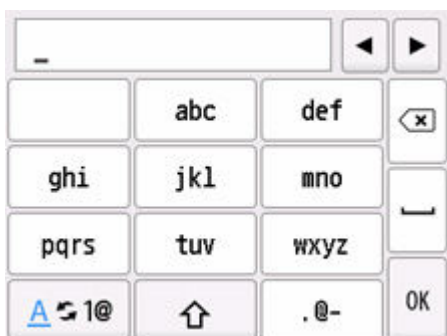 _
abc def
ghi jkl mno
pqrs tuv wxyz
A 1@ .@- OK